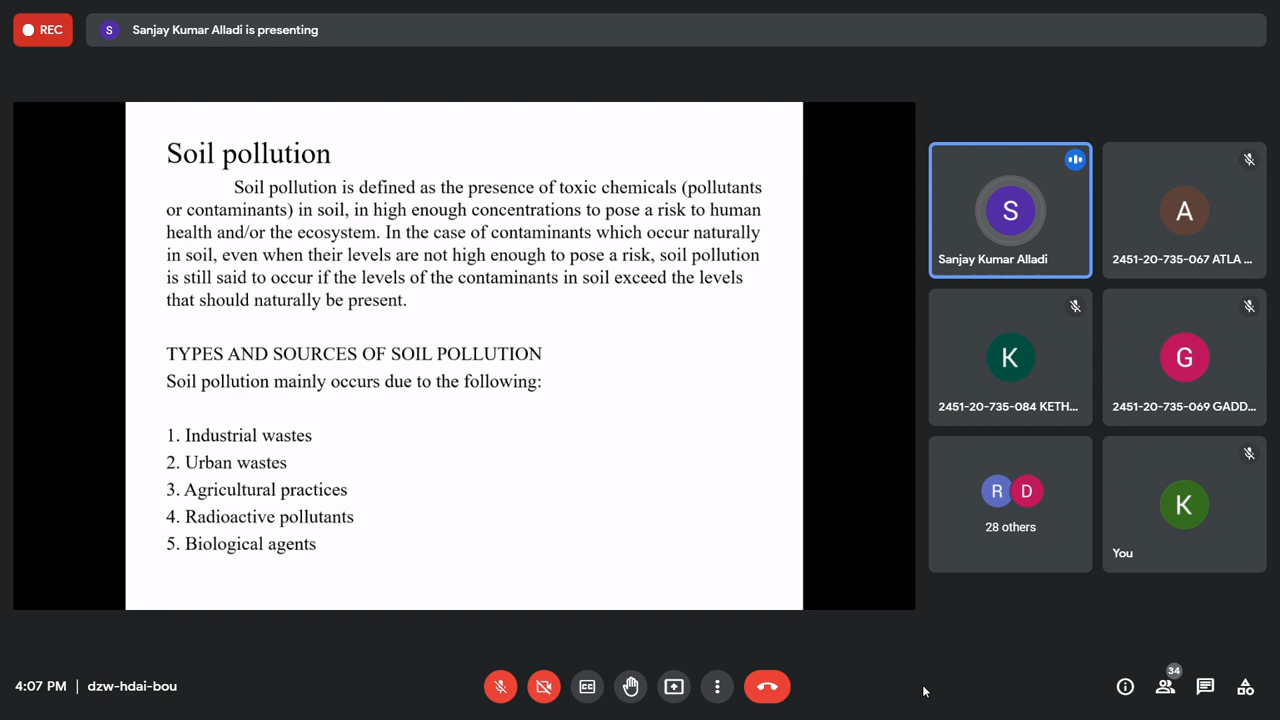 REC
S
Sanjay Kumar Alladi is presenting
Soil pollution
Soil pollution is defined as the presence of toxic chemicals (pollutants
or contaminants) in soil, in high enough concentrations to pose a risk to human
health and/or the ecosystem. In the case of contaminants which occur naturally
in soil, even when their levels are not high enough to pose a risk, soil pollution
is still said to occur if the levels of the contaminants in soil exceed the levels
that should naturally be present.
TYPES AND SOURCES OF SOIL POLLUTION
Soil pollution mainly occurs due to the following:
1. Industrial wastes
2. Urban wastes
3. Agricultural practices
4. Radioactive pollutants
5. Biological agents
S
Sanjay Kumar Alladi
A
2451-20-735-067 ATLA ...
K
2451-20-735-084 KETH...
G
2451-20-735-069 GADD...
R D
28 others
K
You
4:07 PM | dzw-hdai-bou
34